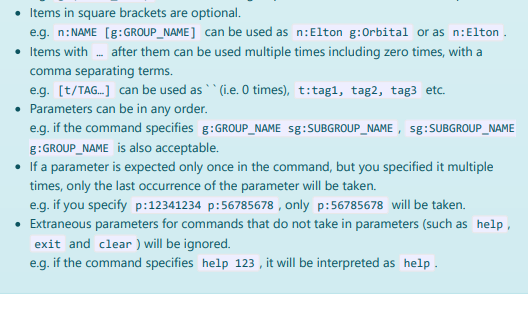 Items in square brackets are optional.
e.g. n:NAME [g:GROUP_NAME] can be used as n:Elton g:Orbital or as n:Elton .
Items with … after them can be used multiple times including zero times, with a
comma separating terms.
e.g. [t/TAG…] can be used as ` ` (i.e. 0 times), t:tag1, tag2, tag3 etc.
Parameters can be in any order.
e.g. if the command specifies g:GROUP_NAME sg:SUBGROUP_NAME , sg:SUBGROUP_NAME
g:GROUP_NAME is also acceptable.
If a parameter is expected only once in the command, but you specified it multiple
times, only the last occurrence of the parameter will be taken.
e.g. if you specify p:12341234 p:56785678 , only p:56785678 will be taken.
Extraneous parameters for commands that do not take in parameters (such as help ,
exit and clear ) will be ignored.
e.g. if the command specifies help 123 , it will be interpreted as help .